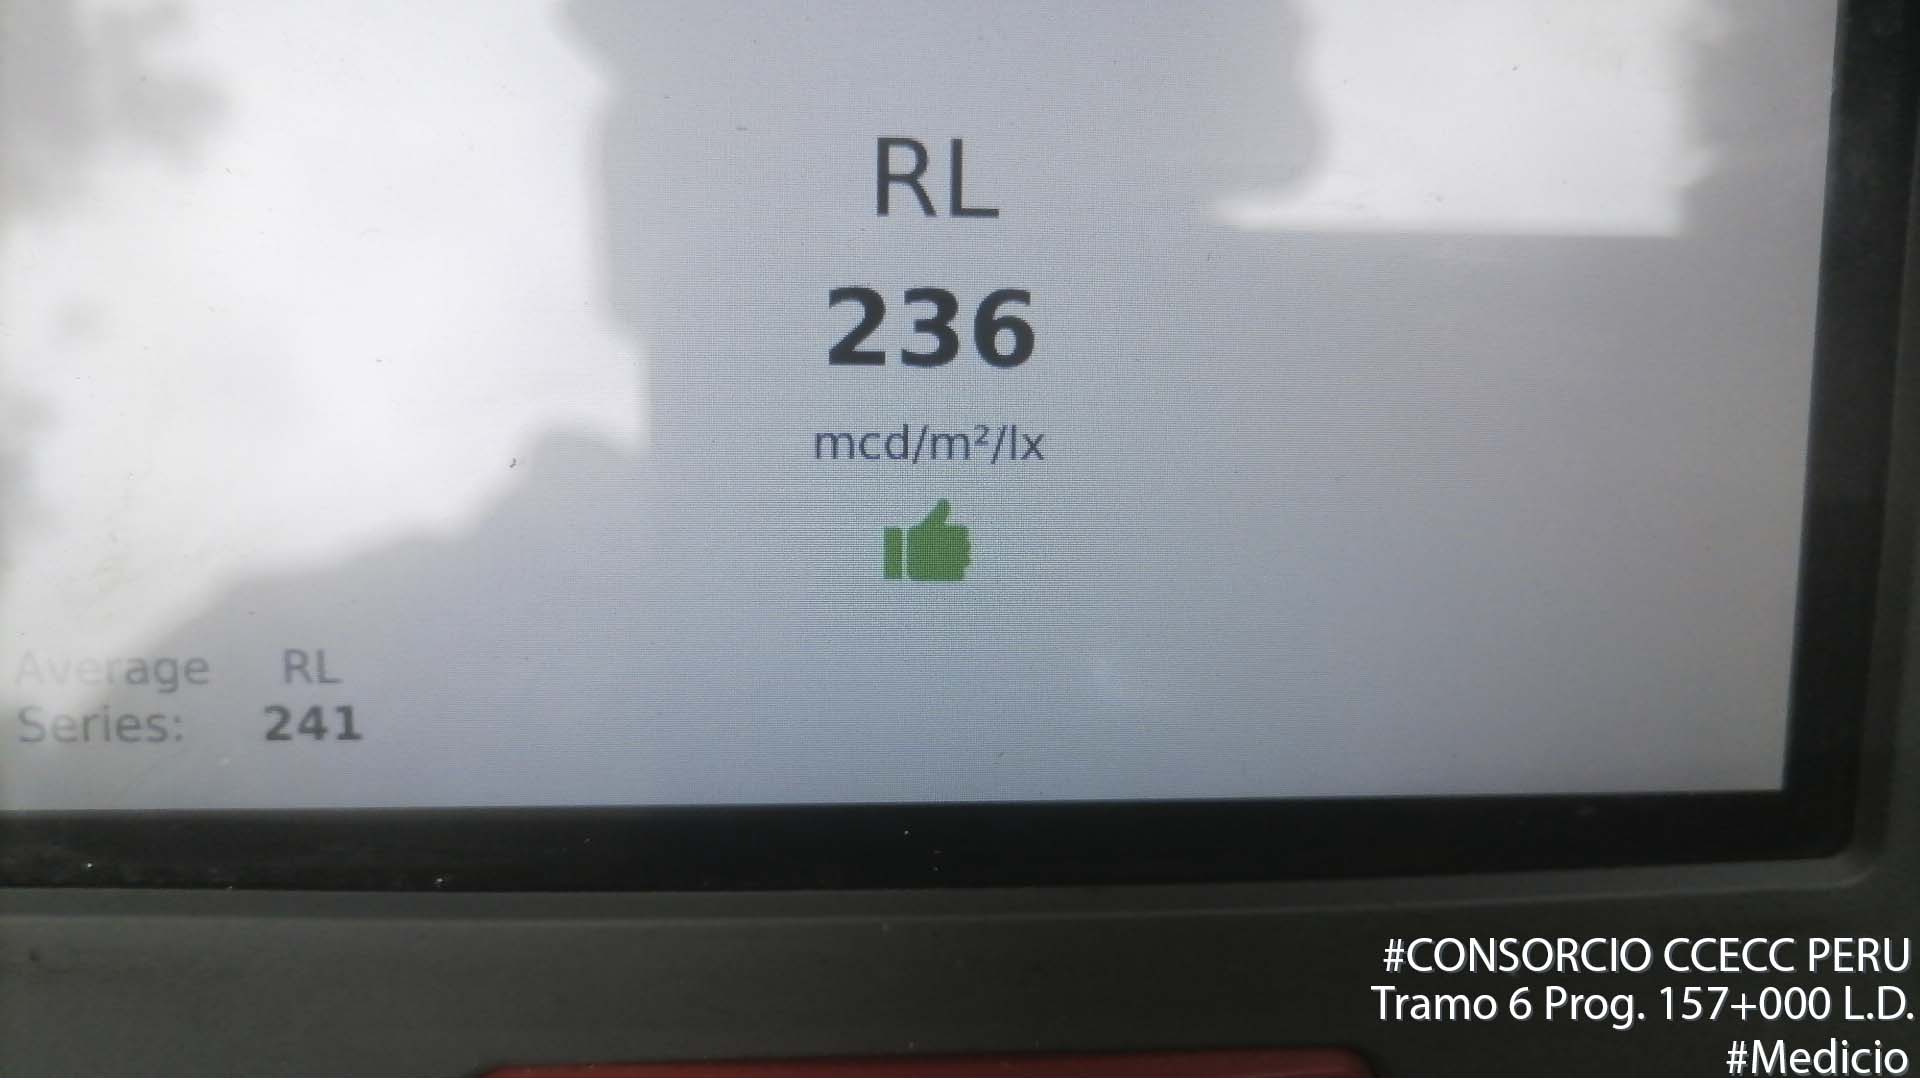 RL
236
mcd/m²/lx
Average RL
Series: 241
#CONSORCIO CCECC PERU
Tramo 6 Prog. 157+000 L.D.
#Medicio